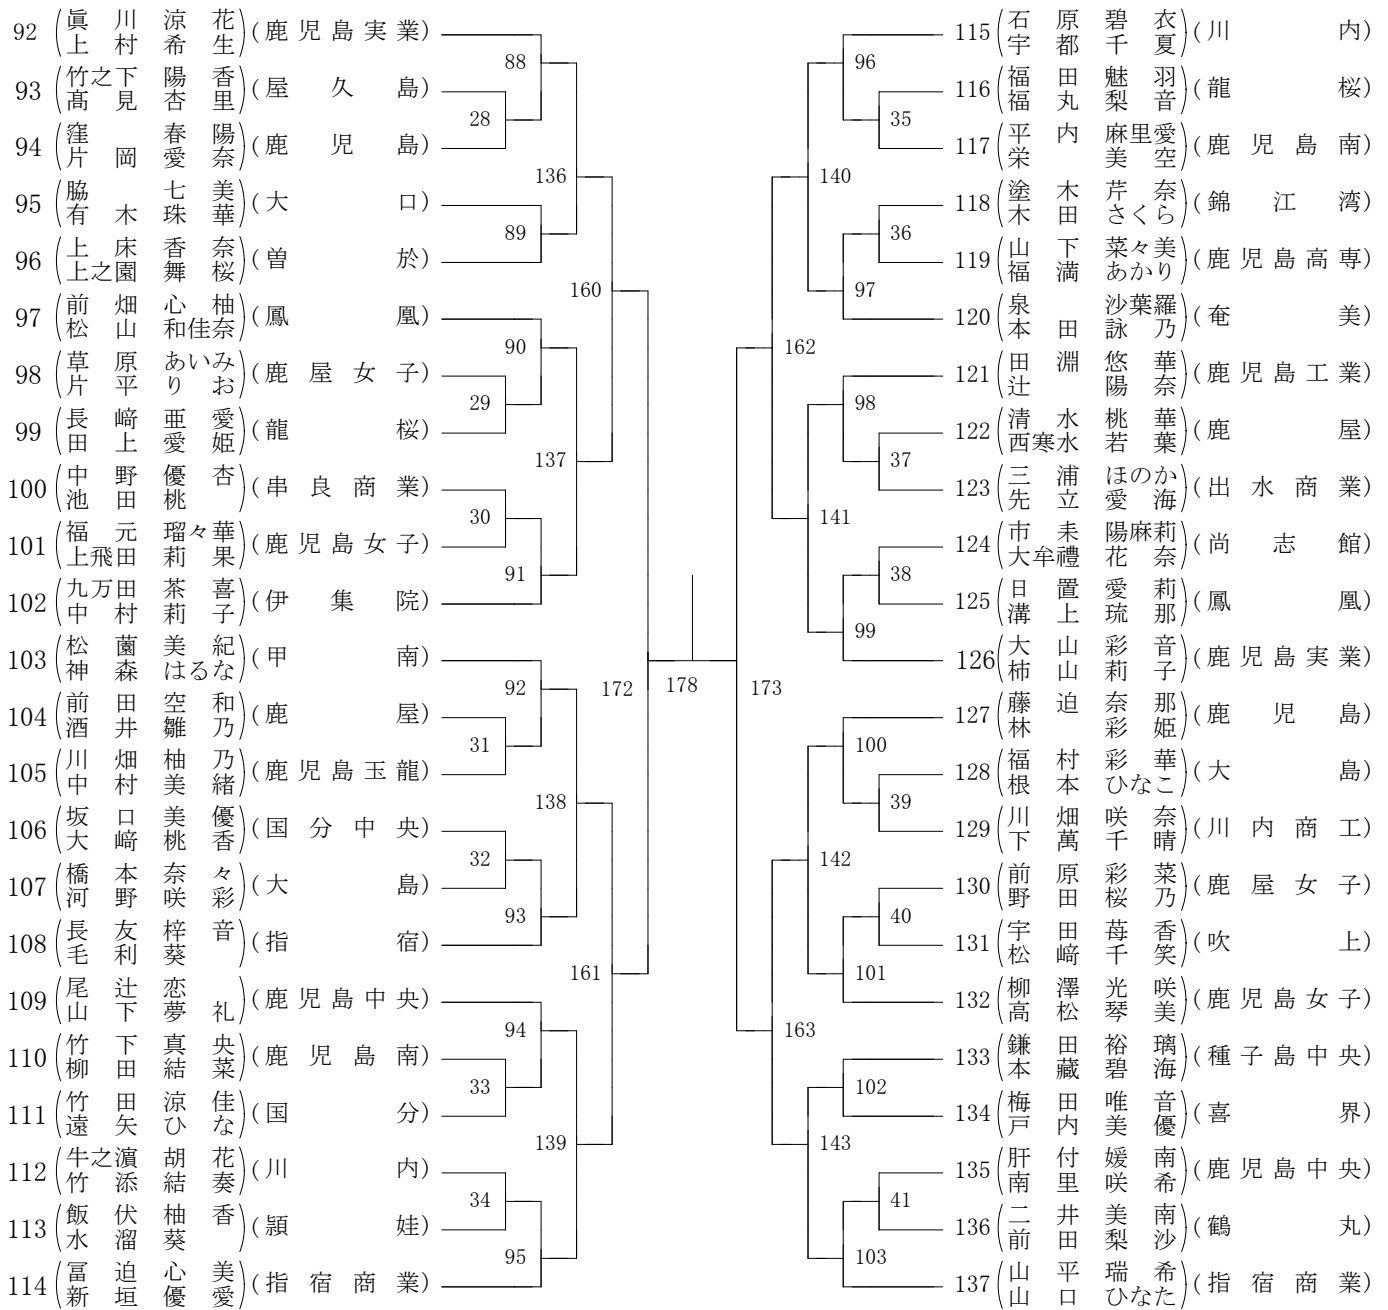 92 眞川涼花 上村希生 (鹿児島実業)
93 竹之下陽香 髙見杏里 (屋久島)
94 窪春陽 片岡愛奈 (鹿児島)
95 脇七美 有木珠華 (大口)
96 上床香奈 上之園舞桜 (曽於)
97 前畑心柚 松山和佳奈 (鳳凰)
98 草原あいみ 片平りお (鹿屋女子)
99 長﨑亜愛 田上愛姫 (龍桜)
100 中野優杏 池田桃 (串良商業)
101 福元瑠々華 上飛田莉果 (鹿児島女子)
102 九万田茶喜 中村莉子 (伊集院)
103 松薗美紀 神森はるな (甲南)
104 前田空和 酒井雛乃 (鹿屋)
105 川畑柚乃 中村美緒 (鹿児島玉龍)
106 坂口美優 大﨑桃香 (国分中央)
107 橋本奈々 河野咲彩 (大島)
108 長友梓音 毛利葵 (指宿)
109 尾辻恋 山下夢礼 (鹿児島中央)
110 竹下真央 柳田結菜 (鹿児島南)
111 竹田涼佳 遠矢ひな (国分)
112 牛之濵胡花 竹添結奏 (川内)
113 飯伏柚香 水溜葵 (頴娃)
114 冨迫心美 新垣優愛 (指宿商業)
88
28
136
89
160
90
29
137
30
91
92
172
31
138
32
93
161
94
33
139
34
95
178
173
96
35
140
36
97
162
98
37
141
38
99
100
39
142
40
101
163
102
143
41
103
115 石原碧衣 宇都千夏 (川内)
116 福田魅羽 福丸梨音 (龍桜)
117 平内麻里愛 栄美空 (鹿児島南)
118 塗木芹奈 木田さくら (錦江湾)
119 山下菜々美 福満あかり (鹿児島高専)
120 泉沙葉羅 本田詠乃 (奄美)
121 田淵悠華 辻陽奈 (鹿児島工業)
122 清水桃華 西寒水若葉 (鹿屋)
123 三浦ほのか 先立愛海 (出水商業)
124 市耒陽麻莉 大牟禮花奈 (尚志館)
125 日置愛莉 溝上琉那 (鳳凰)
126 大山彩音 柿山莉子 (鹿児島実業)
127 藤迫奈那 林彩姫 (鹿児島)
128 福村彩華 根本ひなこ (大島)
129 川畑咲奈 下萬千晴 (川内商工)
130 前原彩菜 野田桜乃 (鹿屋女子)
131 宇田苺香 松﨑千笑 (吹上)
132 柳澤光咲 高松琴美 (鹿児島女子)
133 鎌田裕璃 本藏碧海 (種子島中央)
134 梅田唯音 戸内美優 (喜界)
135 肝付媛南 南里咲希 (鹿児島中央)
136 二井美南 前田梨沙 (鶴丸)
137 山平瑞希 山口ひなた (指宿商業)